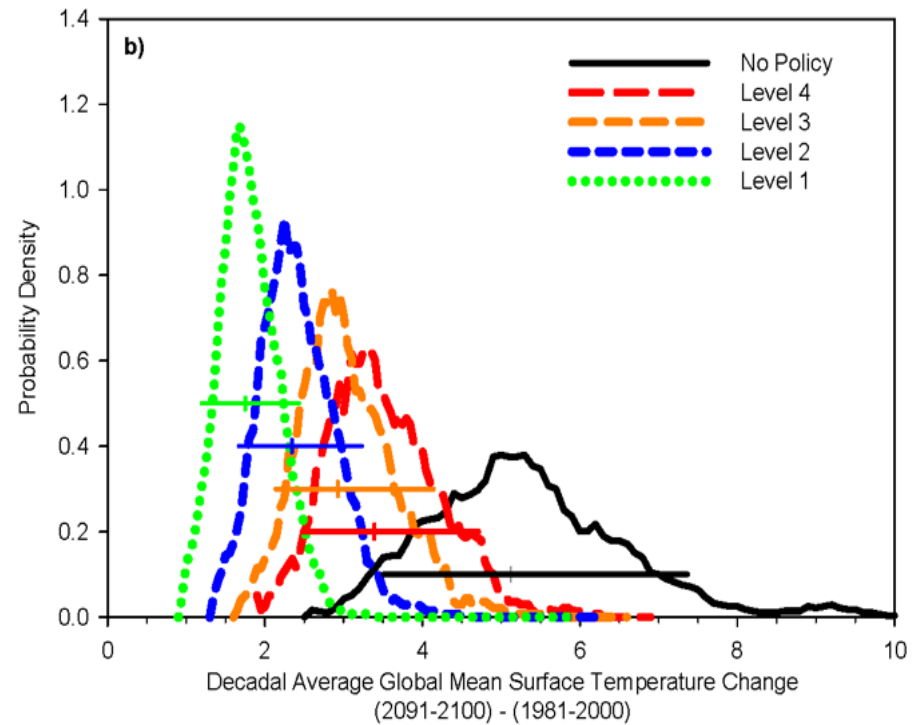 b)
No Policy
Level 4
Level 3
Level 2
Level 1
1.4
1.2
1.0
0.8
0.6
0.4
0.2
0.0
Probability Density
0 2 4 6 8 10
Decadal Average Global Mean Surface Temperature Change
(2091-2100) - (1981-2000)